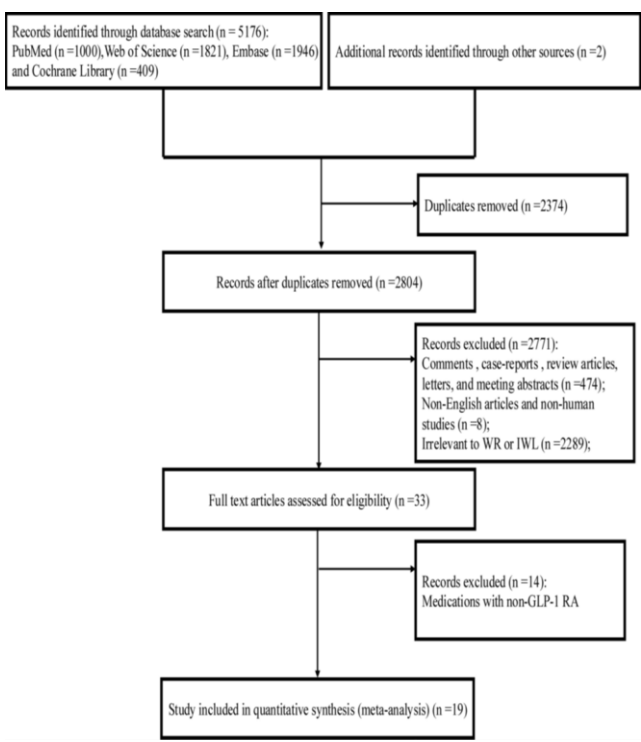 Records identified through database search (n = 5176):
PubMed (n =1000), Web of Science (n =1821), Embase (n =1946)
and Cochrane Library (n =409)
Additional records identified through other sources (n =2)
Duplicates removed (n =2374)
Records after duplicates removed (n =2804)
Records excluded (n =2771):
Comments , case-reports , review articles,
letters, and meeting abstracts (n =474);
Non-English articles and non-human
studies (n =8);
Irrelevant to WR or IWL (n =2289);
Full text articles assessed for eligibility (n =33)
Records excluded (n =14):
Medications with non-GLP-1 RA
Study included in quantitative synthesis (meta-analysis) (n =19)